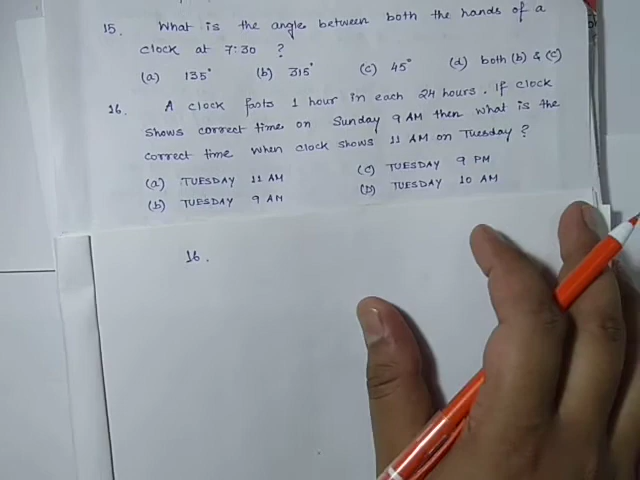 15. What is the angle between both the hands of a
clock at 7:30 ?
(a) 135° (b) 315° (c) 45° (d) both (b) & (c)
16. A clock fasts 1 hour in each 24 hours. If clock
shows correct time on Sunday 9 AM then what is the
correct time when clock shows 11 AM on Tuesday ?
(a) TUESDAY 11 AM (C) TUESDAY 9 PM
(b) TUESDAY 9 AM (D) TUESDAY 10 AM
16.